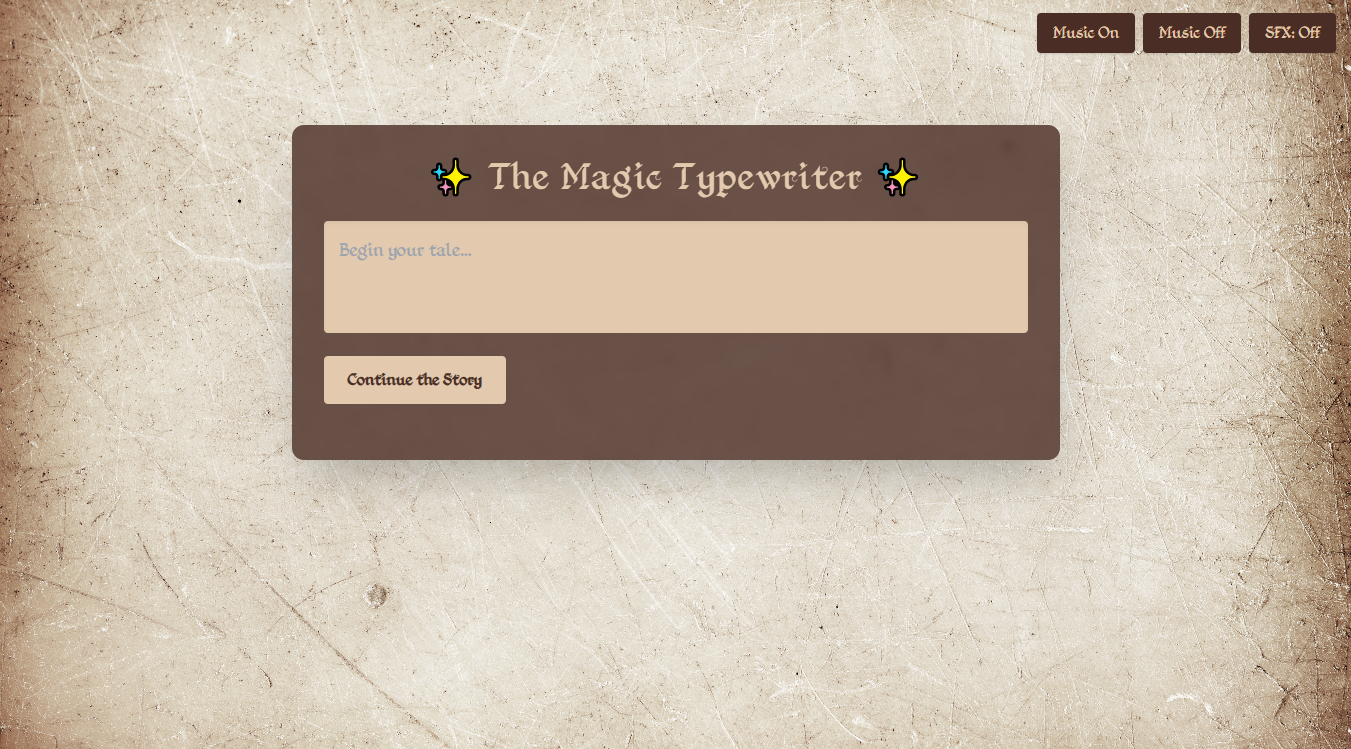 Music On
Music Off
SFX: Off
✨ The Magic Typewriter ✨
Begin your tale...
Continue the Story